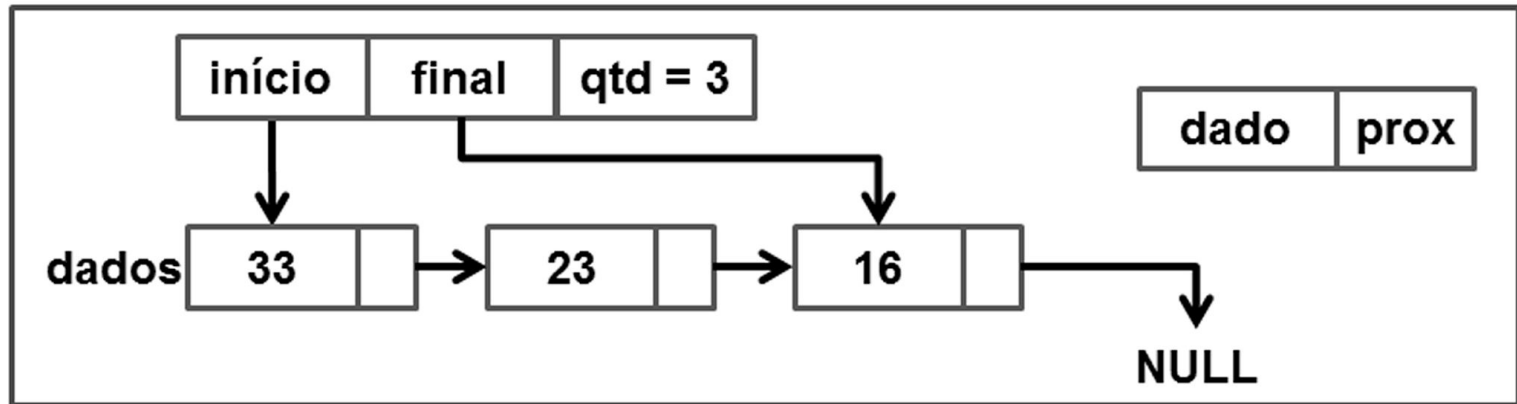 início final qtd = 3
dado prox
dados 33 23 16
NULL